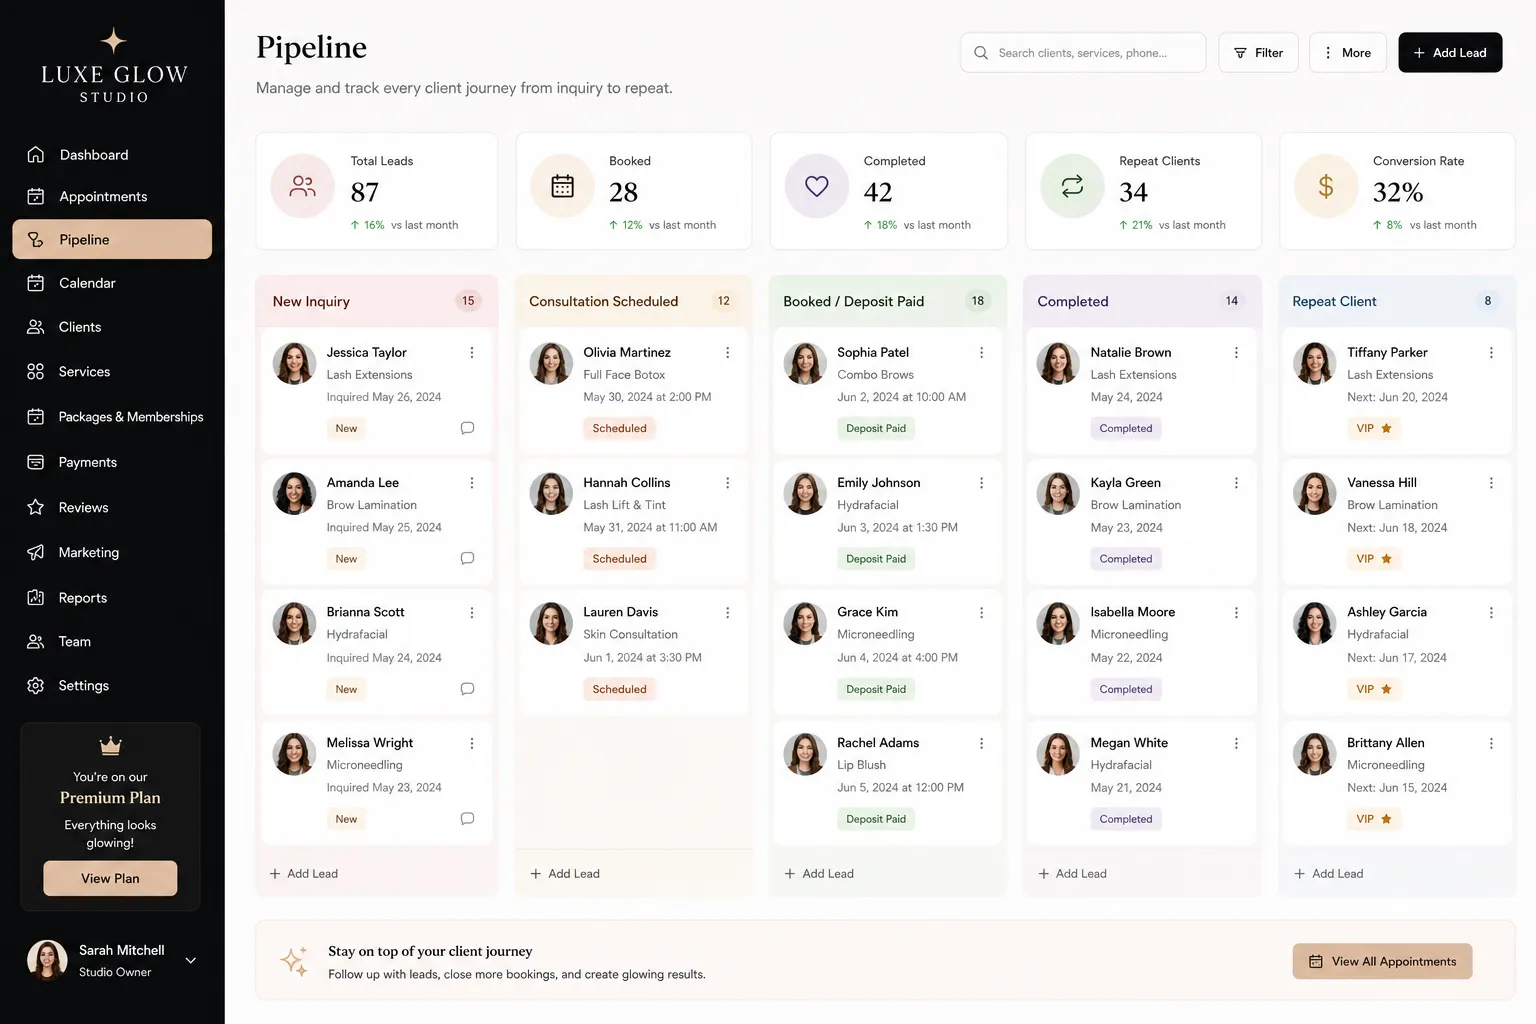 LUXE GLOW
STUDIO
Dashboard
Appointments
Pipeline
Calendar
Clients
Services
Packages & Memberships
Payments
Reviews
Marketing
Reports
Team
Settings
You're on our
Premium Plan
Everything looks
glowing!
View Plan
Sarah Mitchell
Studio Owner
Pipeline
Manage and track every client journey from inquiry to repeat.
Search clients, services, phone...
Filter
More
+ Add Lead
Total Leads
87
↑ 16% vs last month
Booked
28
↑ 12% vs last month
Completed
42
↑ 18% vs last month
Repeat Clients
34
↑ 21% vs last month
$
Conversion Rate
32%
↑ 8% vs last month
New Inquiry 15
Jessica Taylor
Lash Extensions
Inquired May 26, 2024
New
Amanda Lee
Brow Lamination
Inquired May 25, 2024
New
Brianna Scott
Hydrafacial
Inquired May 24, 2024
New
Melissa Wright
Microneedling
Inquired May 23, 2024
New
+ Add Lead
Consultation Scheduled 12
Olivia Martinez
Full Face Botox
May 30, 2024 at 2:00 PM
Scheduled
Hannah Collins
Lash Lift & Tint
May 31, 2024 at 11:00 AM
Scheduled
Lauren Davis
Skin Consultation
Jun 1, 2024 at 3:30 PM
Scheduled
+ Add Lead
Booked / Deposit Paid 18
Sophia Patel
Combo Brows
Jun 2, 2024 at 10:00 AM
Deposit Paid
Emily Johnson
Hydrafacial
Jun 3, 2024 at 1:30 PM
Deposit Paid
Grace Kim
Microneedling
Jun 4, 2024 at 4:00 PM
Deposit Paid
Rachel Adams
Lip Blush
Jun 5, 2024 at 12:00 PM
Deposit Paid
+ Add Lead
Completed 14
Natalie Brown
Lash Extensions
May 24, 2024
Completed
Kayla Green
Brow Lamination
May 23, 2024
Completed
Isabella Moore
Microneedling
May 22, 2024
Completed
Megan White
Hydrafacial
May 21, 2024
Completed
+ Add Lead
Repeat Client 8
Tiffany Parker
Lash Extensions
Next: Jun 20, 2024
VIP
Vanessa Hill
Brow Lamination
Next: Jun 18, 2024
VIP
Ashley Garcia
Hydrafacial
Next: Jun 17, 2024
VIP
Brittany Allen
Microneedling
Next: Jun 15, 2024
VIP
+ Add Lead
Stay on top of your client journey
Follow up with leads, close more bookings, and create glowing results.
View All Appointments